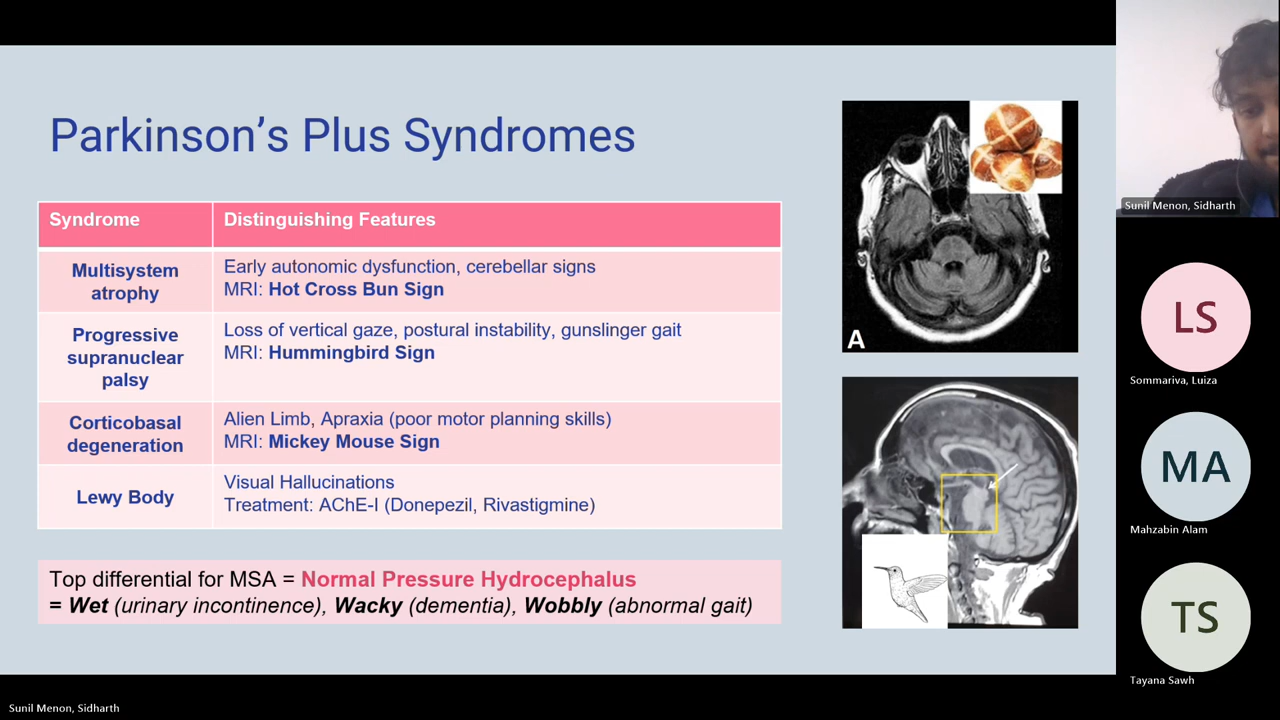 Parkinson's Plus Syndromes
Syndrome
Distinguishing Features
Multisystem
atrophy
Early autonomic dysfunction, cerebellar signs
MRI: Hot Cross Bun Sign
Progressive
supranuclear
palsy
Loss of vertical gaze, postural instability, gunslinger gait
MRI: Hummingbird Sign
Corticobasal
degeneration
Alien Limb, Apraxia (poor motor planning skills)
MRI: Mickey Mouse Sign
Lewy Body
Visual Hallucinations
Treatment: AChE-I (Donepezil, Rivastigmine)
Top differential for MSA = Normal Pressure Hydrocephalus
= Wet (urinary incontinence), Wacky (dementia), Wobbly (abnormal gait)
A
Sunil Menon, Sidharth
LS
Sommariva, Luiza
MA
Mahzabin Alam
TS
Tayana Sawh
Sunil Menon, Sidharth